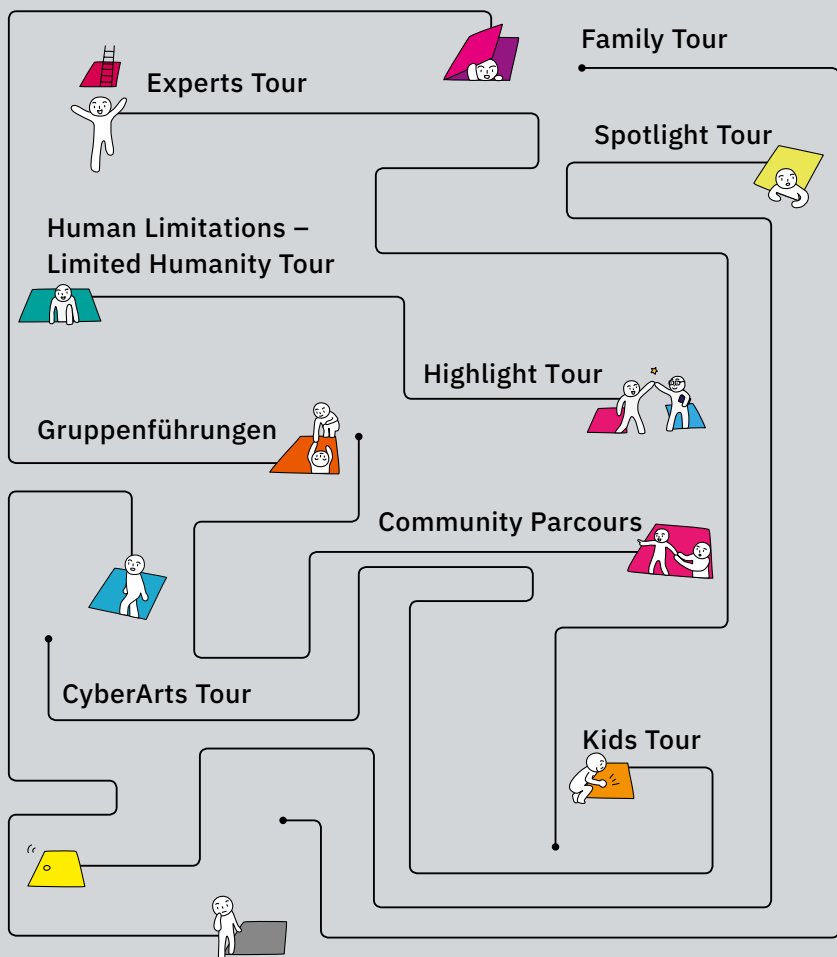 Family Tour
Experts Tour
Spotlight Tour
Human Limitations –
Limited Humanity Tour
Highlight Tour
Gruppenführungen
Community Parcours
CyberArts Tour
Kids Tour